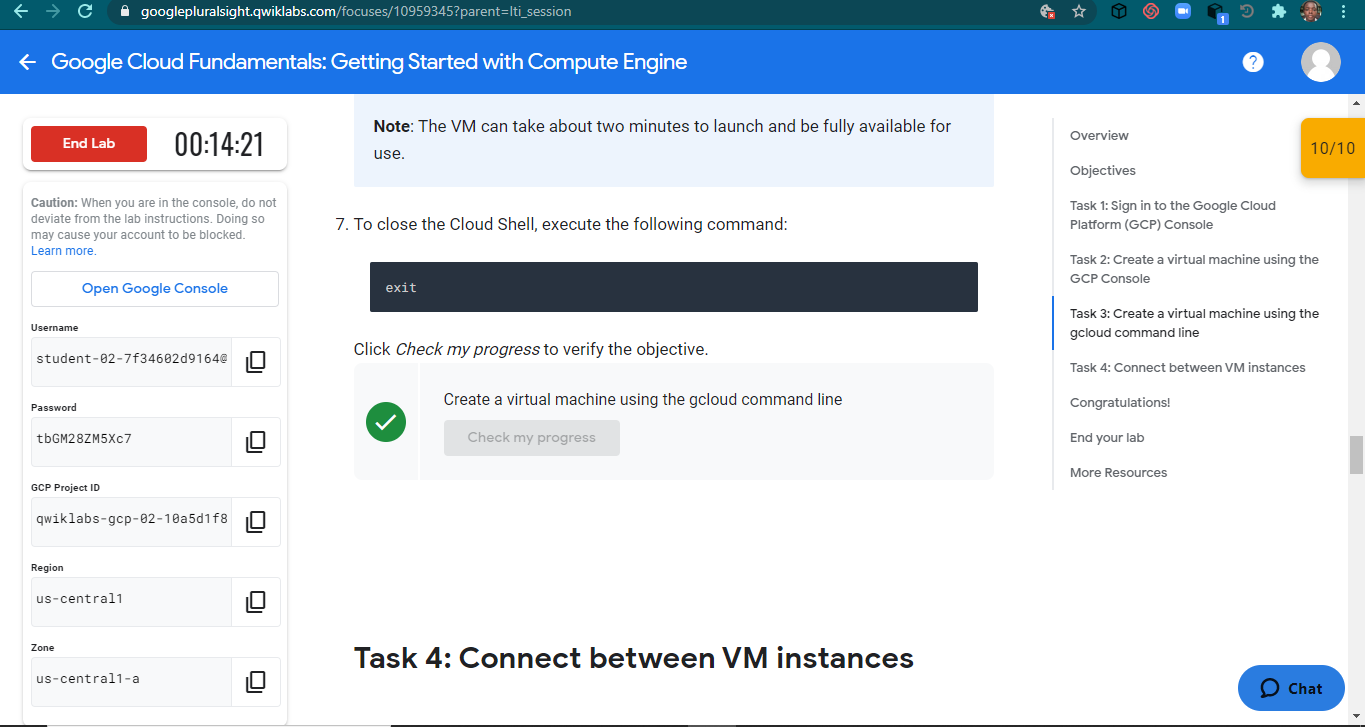 googlepluralsight.qwiklabs.com/focuses/10959345?parent=lti_session
1
Google Cloud Fundamentals: Getting Started with Compute Engine
?
End Lab
00:14:21
Caution: When you are in the console, do not
deviate from the lab instructions. Doing so
may cause your account to be blocked.
Learn more.
Open Google Console
Username
student-02-7f34602d9164@
Password
tbGM28ZM5Xc7
GCP Project ID
qwiklabs-gcp-02-10a5d1f8
Region
us-central1
Zone
us-central1-a
Note: The VM can take about two minutes to launch and be fully available for
use.
7. To close the Cloud Shell, execute the following command:
exit
Click Check my progress to verify the objective.
Create a virtual machine using the gcloud command line
Check my progress
Task 4: Connect between VM instances
Overview
Objectives
Task 1: Sign in to the Google Cloud
Platform (GCP) Console
Task 2: Create a virtual machine using the
GCP Console
Task 3: Create a virtual machine using the
gcloud command line
Task 4: Connect between VM instances
Congratulations!
End your lab
More Resources
10/10
Chat